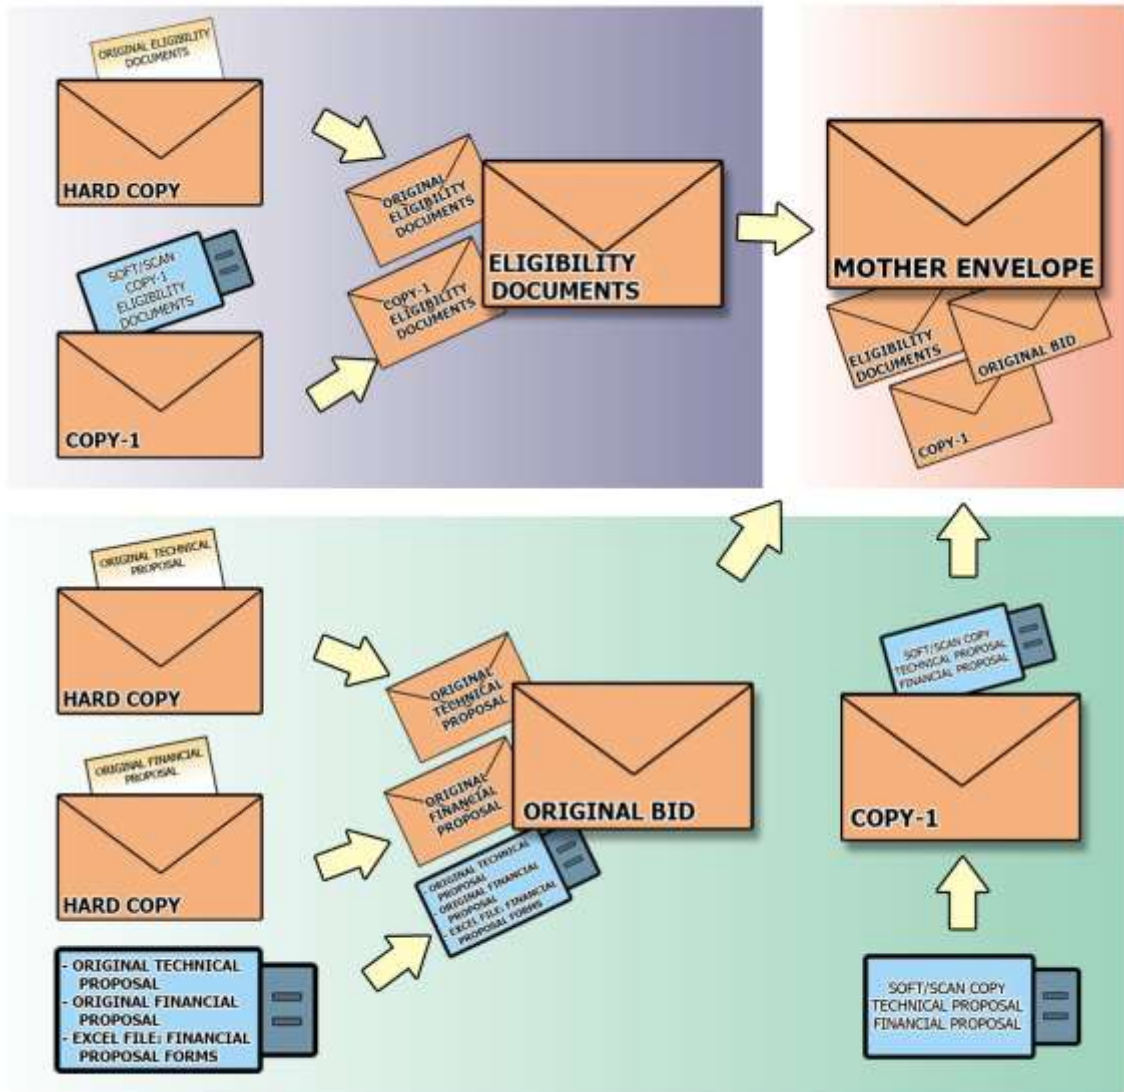 ORIGINAL ELIGIBILITY
DOCUMENTS
HARD COPY
SOFT/SCAN
COPY-1
ELIGIBILITY
DOCUMENTS
COPY-1
ORIGINAL
ELIGIBILITY
DOCUMENTS
COPY-1
ELIGIBILITY
DOCUMENTS
ELIGIBILITY
DOCUMENTS
MOTHER ENVELOPE
ELIGIBILITY
DOCUMENTS
ORIGINAL BID
COPY-1
ORIGINAL TECHNICAL
PROPOSAL
HARD COPY
ORIGINAL FINANCIAL
PROPOSAL
HARD COPY
- ORIGINAL TECHNICAL
PROPOSAL
- ORIGINAL FINANCIAL
PROPOSAL
- EXCEL FILE: FINANCIAL
PROPOSAL FORMS
ORIGINAL
TECHNICAL
PROPOSAL
ORIGINAL
FINANCIAL
PROPOSAL
- ORIGINAL TECHNICAL
PROPOSAL
- ORIGINAL FINANCIAL
PROPOSAL
- EXCEL FILE: FINANCIAL
PROPOSAL FORMS
ORIGINAL BID
SOFT/SCAN COPY
TECHNICAL PROPOSAL
FINANCIAL PROPOSAL
COPY-1
SOFT/SCAN COPY
TECHNICAL PROPOSAL
FINANCIAL PROPOSAL